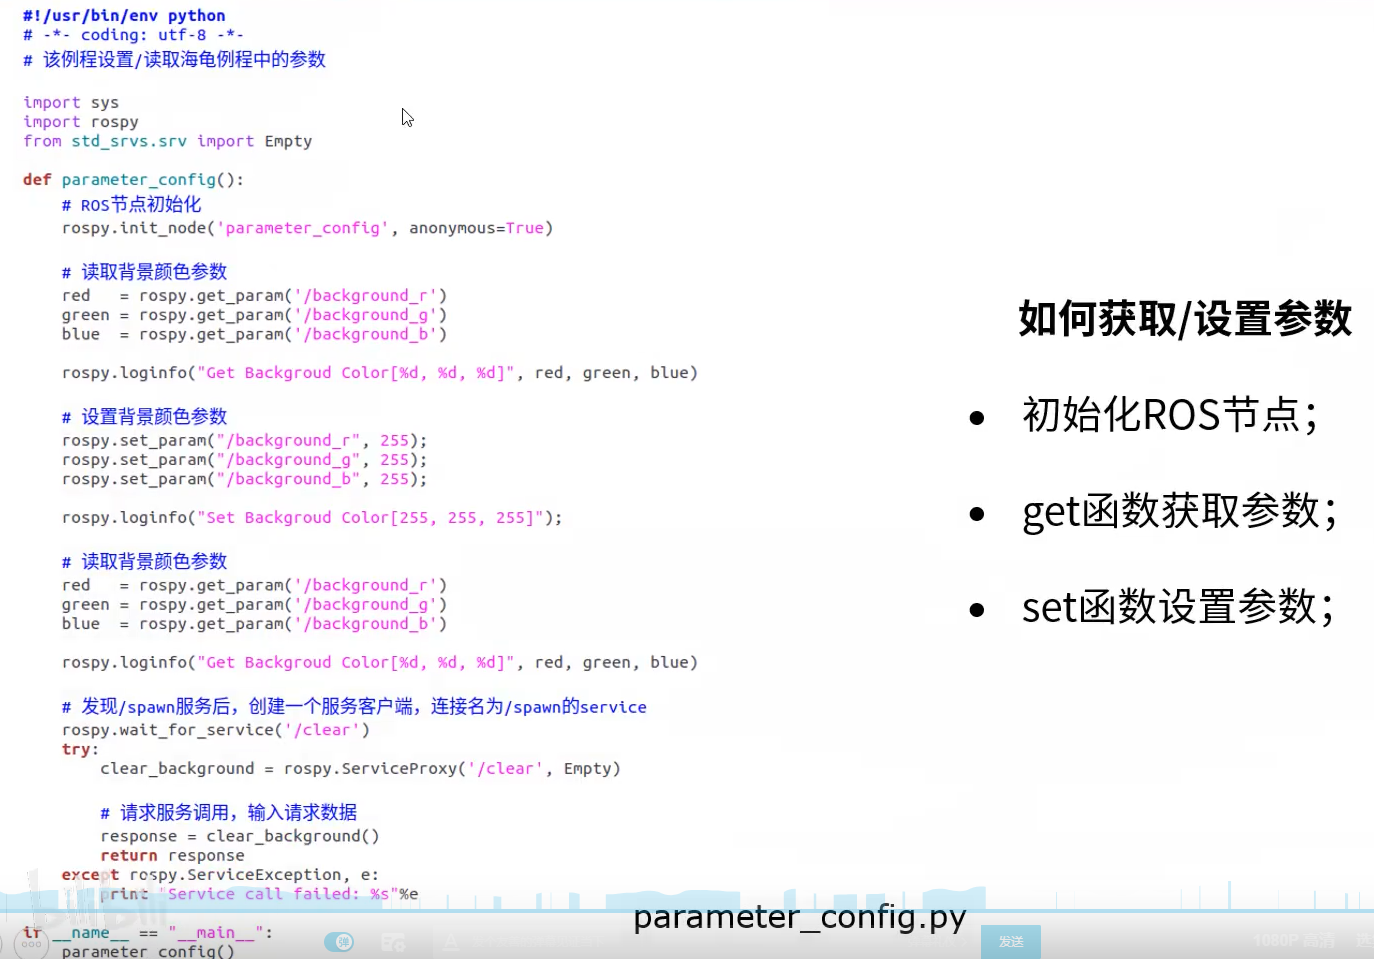 #!/usr/bin/env python
# -*- coding: utf-8 -*-
# 该例程设置/读取海龟例程中的参数
import sys
import rospy
from std_srvs.srv import Empty
def parameter_config():
# ROS节点初始化
rospy.init_node('parameter_config', anonymous=True)
# 读取背景颜色参数
red   = rospy.get_param('/background_r')
green = rospy.get_param('/background_g')
blue  = rospy.get_param('/background_b')
rospy.loginfo("Get Backgroud Color[%d, %d, %d]", red, green, blue)
# 设置背景颜色参数
rospy.set_param("/background_r", 255);
rospy.set_param("/background_g", 255);
rospy.set_param("/background_b", 255);
rospy.loginfo("Set Backgroud Color[255, 255, 255]");
# 读取背景颜色参数
red   = rospy.get_param('/background_r')
green = rospy.get_param('/background_g')
blue  = rospy.get_param('/background_b')
rospy.loginfo("Get Backgroud Color[%d, %d, %d]", red, green, blue)
# 发现/spawn服务后，创建一个服务客户端，连接名为/spawn的service
rospy.wait_for_service('/clear')
try:
clear_background = rospy.ServiceProxy('/clear', Empty)
# 请求服务调用，输入请求数据
response = clear_background()
return response
except rospy.ServiceException, e:
print "Service call failed: %s"%e
if __name__ == "__main__":
parameter_config()
如何获取/设置参数
● 初始化ROS节点；
● get函数获取参数；
● set函数设置参数；
parameter_config.py
bilibili
弹
发送
1080P 高清
选